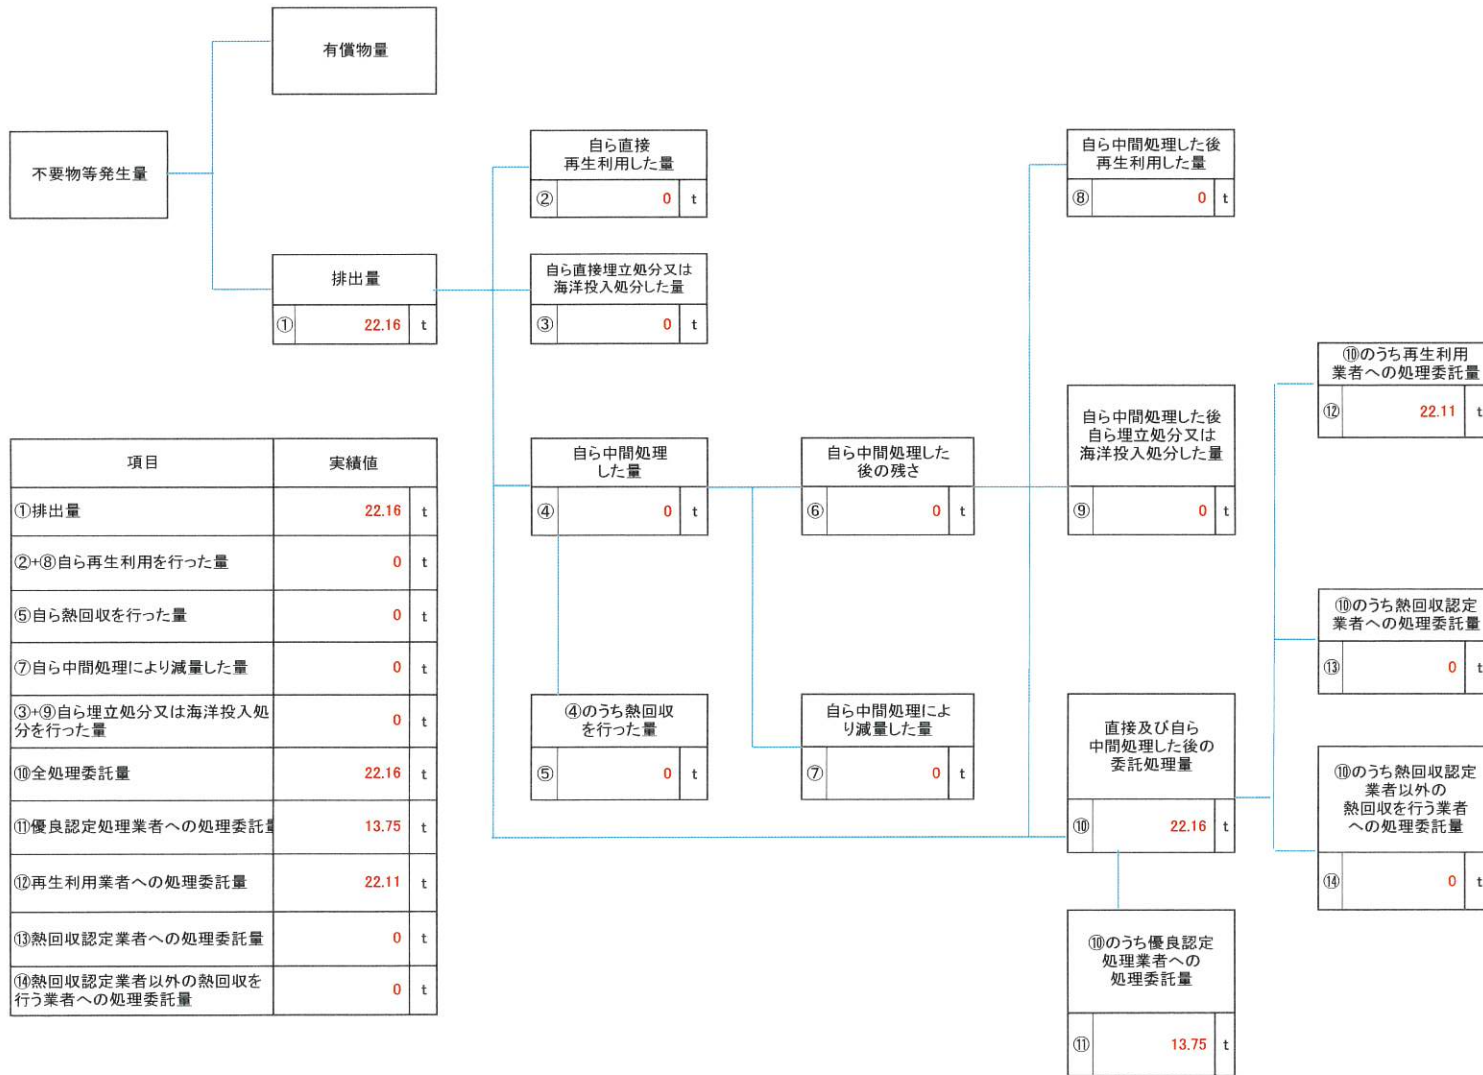 有償物量
不要物等発生量
排出量
① 22.16 t
自ら直接
再生利用した量
② 0 t
自ら直接埋立処分又は
海洋投入処分した量
③ 0 t
自ら中間処理
した量
④ 0 t
④のうち熱回収
を行った量
⑤ 0 t
自ら中間処理した
後の残さ
⑥ 0 t
自ら中間処理によ
り減量した量
⑦ 0 t
自ら中間処理した後
再生利用した量
⑧ 0 t
自ら中間処理した後
自ら埋立処分又は
海洋投入処分した量
⑨ 0 t
直接及び自ら
中間処理した後の
委託処理量
⑩ 22.16 t
⑩のうち優良認定
処理業者への
処理委託量
⑪ 13.75 t
⑩のうち再生利用
業者への処理委託量
⑫ 22.11 t
⑩のうち熱回収認定
業者への処理委託量
⑬ 0 t
⑩のうち熱回収認定
業者以外の
熱回収を行う業者
への処理委託量
⑭ 0 t
項目 実績値
①排出量 22.16 t
②+⑧自ら再生利用を行った量 0 t
⑤自ら熱回収を行った量 0 t
⑦自ら中間処理により減量した量 0 t
③+⑨自ら埋立処分又は海洋投入処
分を行った量 0 t
⑩全処理委託量 22.16 t
⑪優良認定処理業者への処理委託量 13.75 t
⑫再生利用業者への処理委託量 22.11 t
⑬熱回収認定業者への処理委託量 0 t
⑭熱回収認定業者以外の熱回収を
行う業者への処理委託量 0 t